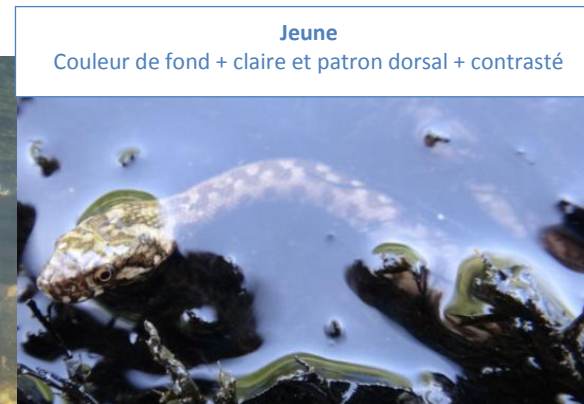 Jeune
Couleur de fond + claire et patron dorsal + contrasté